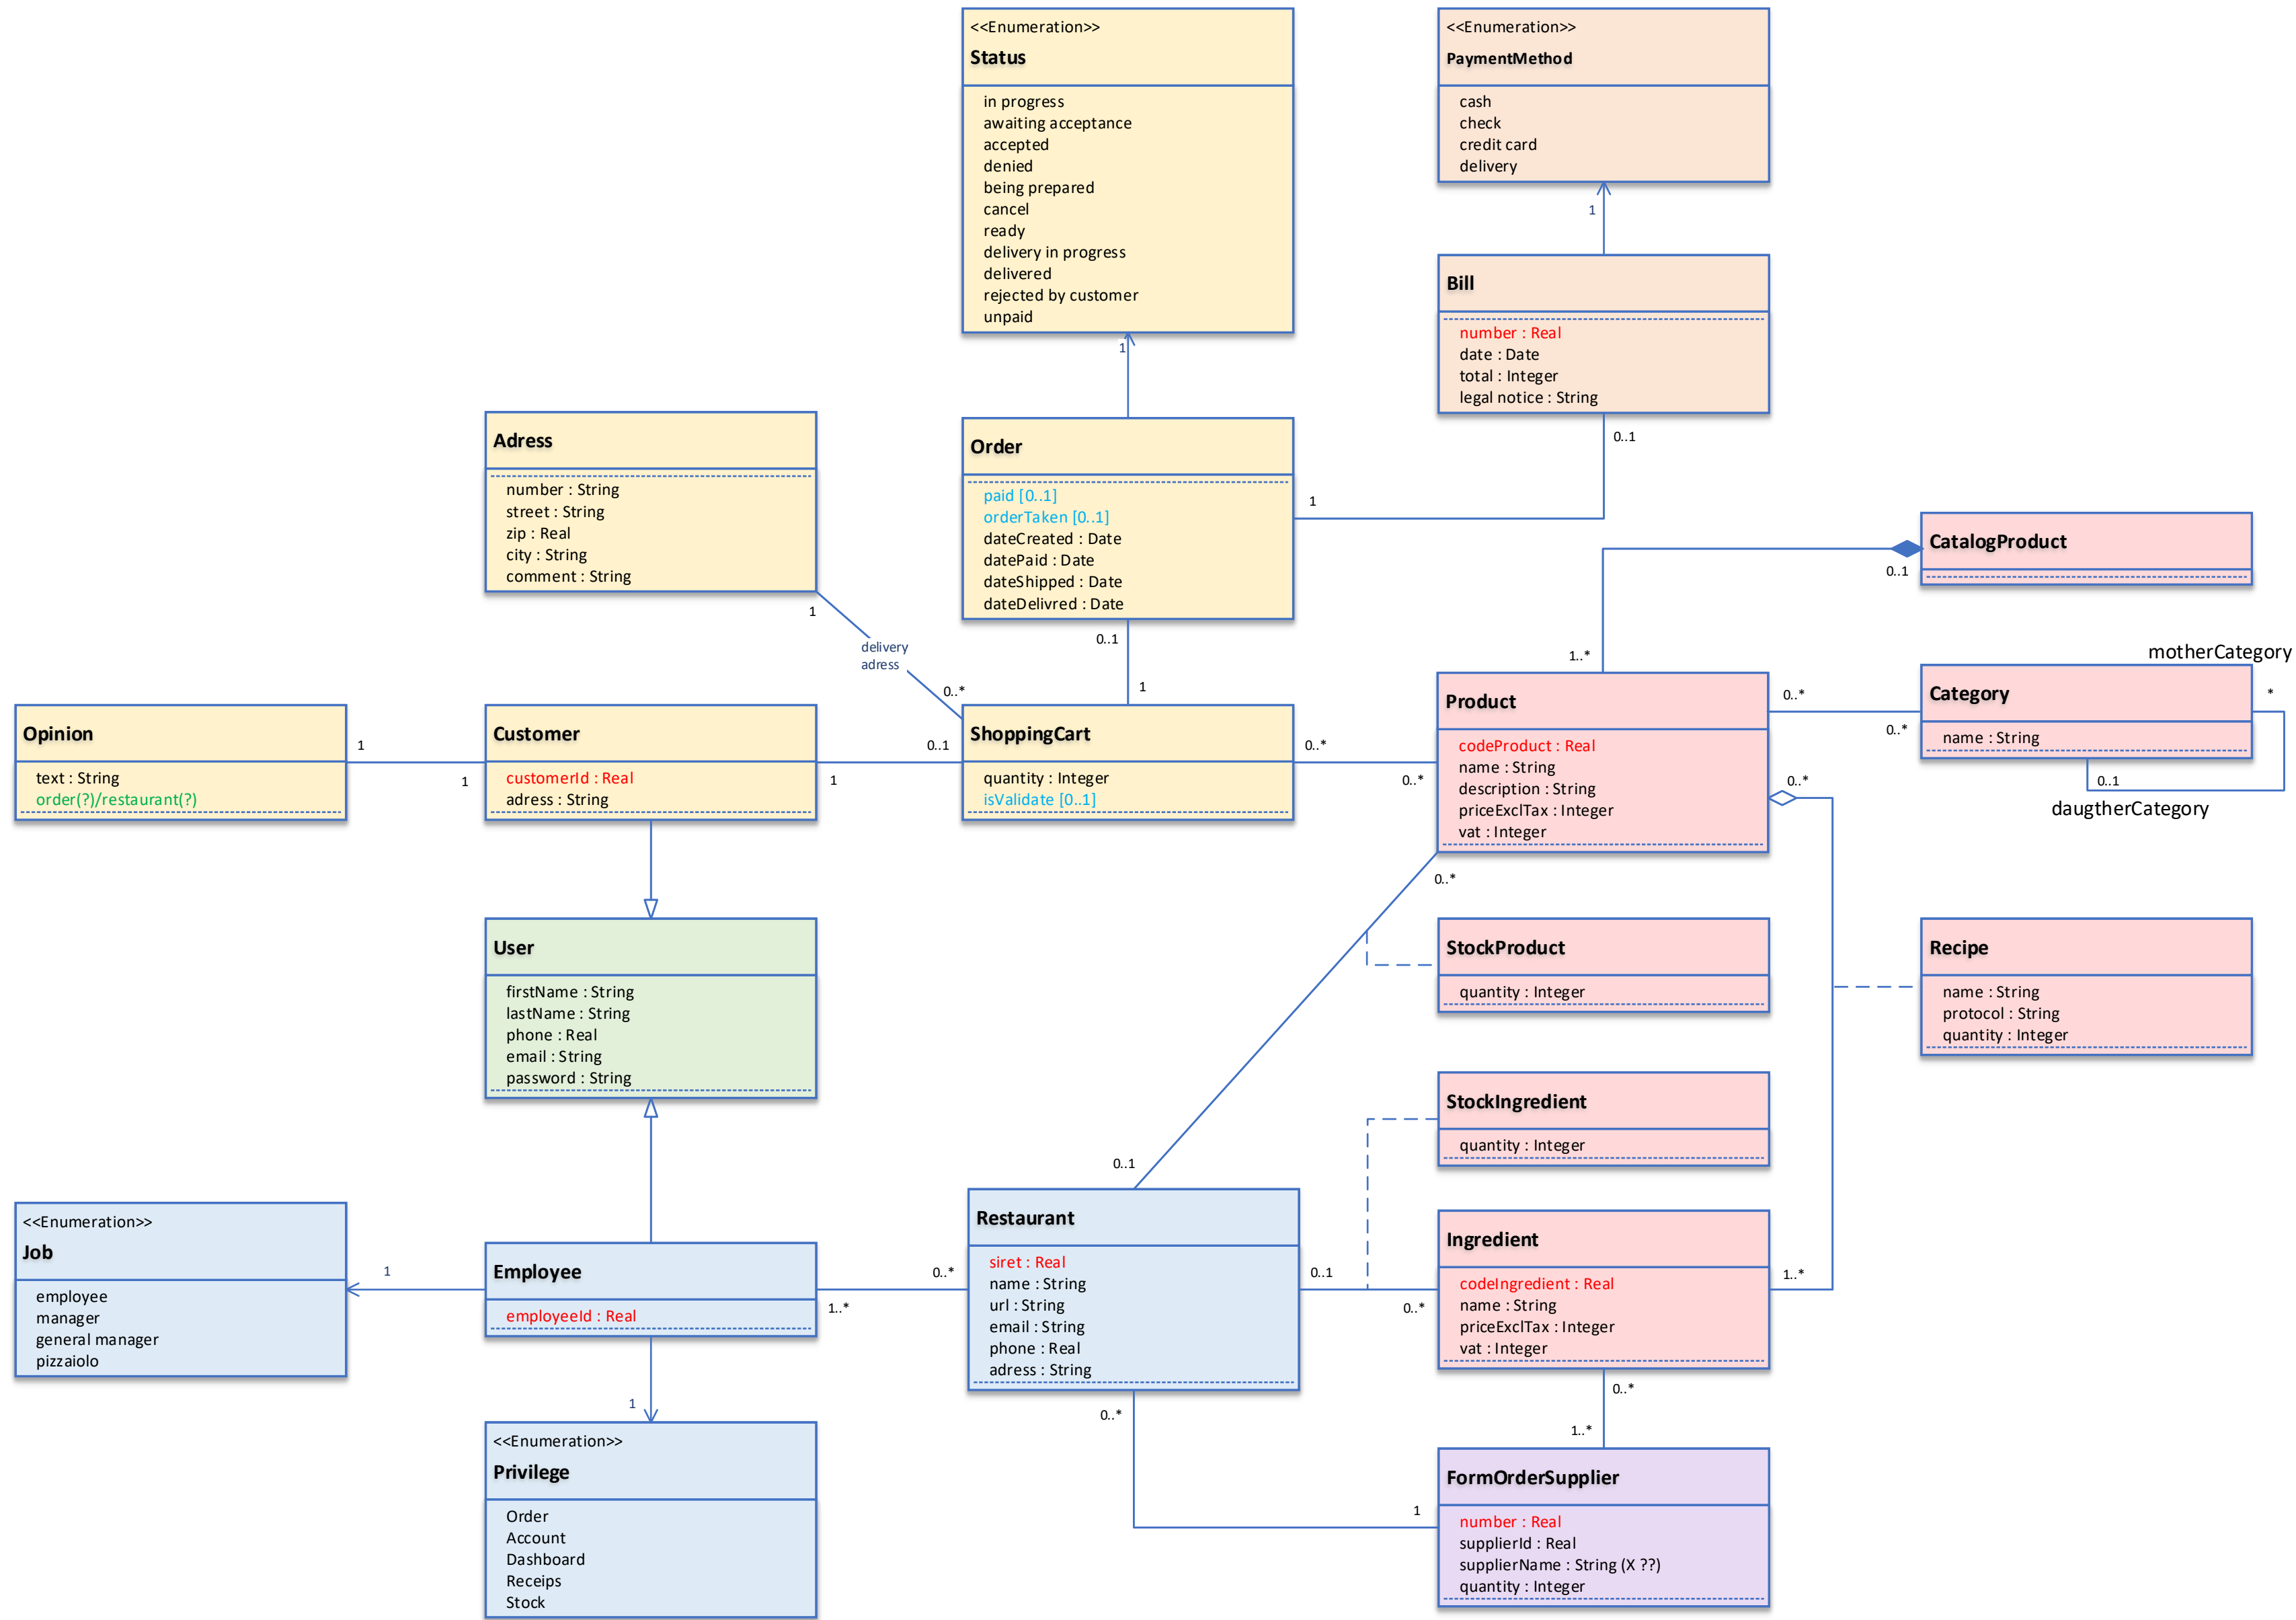 <<Enumeration>>
Status
in progress
awaiting acceptance
accepted
denied
being prepared
cancel
ready
delivery in progress
delivered
rejected by customer
unpaid
1
<<Enumeration>>
PaymentMethod
cash
check
credit card
delivery
1
Bill
number : Real
date : Date
total : Integer
legal notice : String
0..1
Adress
number : String
street : String
zip : Real
city : String
comment : String
1
delivery
adress
0..*
Order
paid [0..1]
orderTaken [0..1]
dateCreated : Date
datePaid : Date
dateShipped : Date
dateDelivred : Date
1
0..1
1
CatalogProduct
0..1
1..*
motherCategory
Opinion
text : String
order(?)/restaurant(?)
1
1
Customer
customerId : Real
adress : String
0..1
1
ShoppingCart
quantity : Integer
isValidate [0..1]
0..*
0..*
Product
codeProduct : Real
name : String
description : String
priceExclTax : Integer
vat : Integer
0..*
0..*
Category
name : String
*
0..1
daugtherCategory
0..*
0..*
User
firstName : String
lastName : String
phone : Real
email : String
password : String
StockProduct
quantity : Integer
Recipe
name : String
protocol : String
quantity : Integer
StockIngredient
quantity : Integer
0..1
<<Enumeration>>
Job
employee
manager
general manager
pizzaiolo
1
Employee
employeeId : Real
0..*
1..*
Restaurant
siret : Real
name : String
url : String
email : String
phone : Real
adress : String
0..1
0..*
Ingredient
codeIngredient : Real
name : String
priceExclTax : Integer
vat : Integer
1..*
1
0..*
0..*
1..*
<<Enumeration>>
Privilege
Order
Account
Dashboard
Receips
Stock
1
FormOrderSupplier
number : Real
supplierId : Real
supplierName : String (X ??)
quantity : Integer